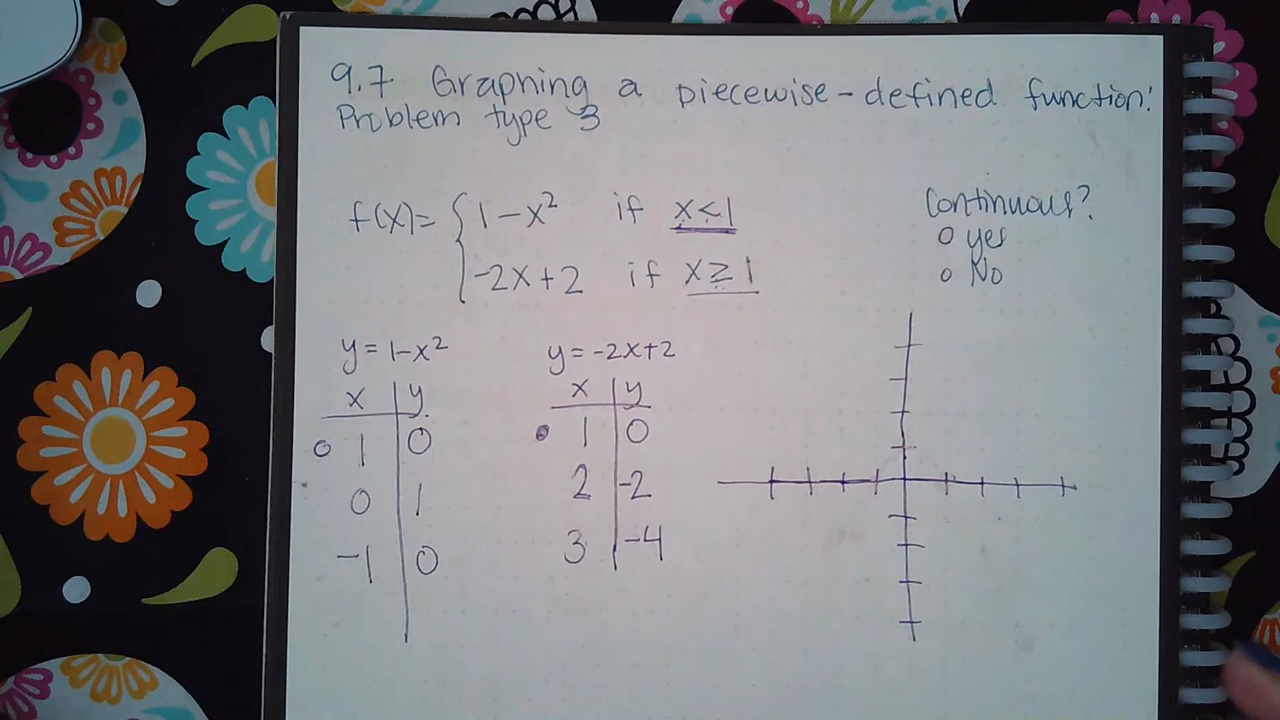 9.7 Graphing a piecewise-defined function:
Problem type 3
f(x)= { 1-x² if x<1
-2x+2 if x≥1
Continuous?
o yes
o No
y=1-x²
x | y
o 1 | 0
0 | 1
-1 | 0
y=-2x+2
x | y
• 1 | 0
2 | -2
3 | -4